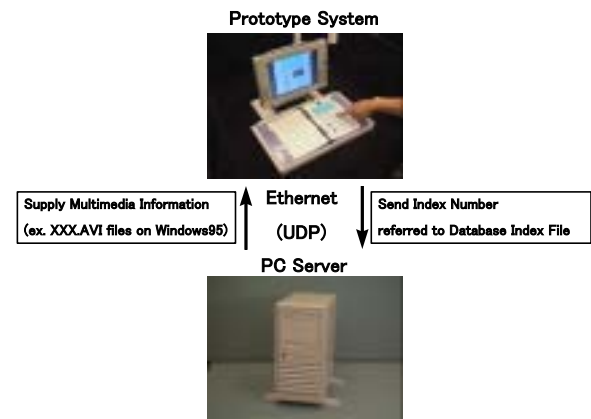 Prototype System
Supply Multimedia Information
(ex. XXX.AVI files on Windows95)
Ethernet
(UDP)
Send Index Number
referred to Database Index File
PC Server